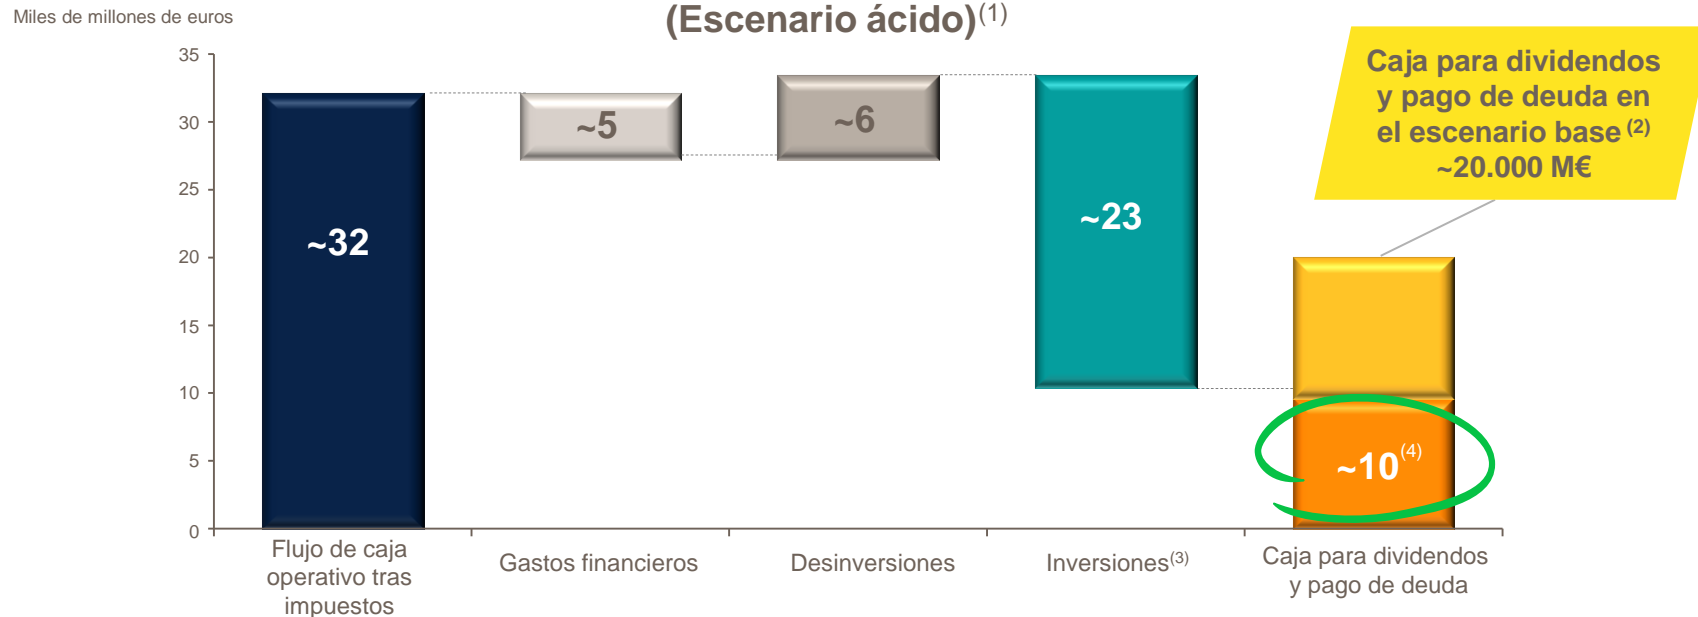 Miles de millones de euros
(Escenario ácido)(1)
35
30
25
20
15
10
5
0
~32
~5
~6
~23
~10(4)
Caja para dividendos
y pago de deuda en
el escenario base (2)
~20.000 M€
Flujo de caja
operativo tras
impuestos
Gastos financieros
Desinversiones
Inversiones(3)
Caja para dividendos
y pago de deuda